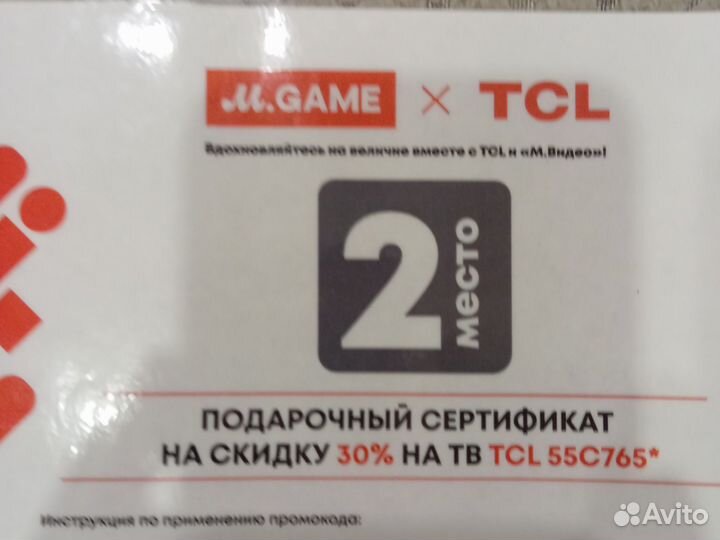 м.GAME × TCL
Вдохновляйтесь на величие вместе с TCL и «М.Видео»!
2 место
ПОДАРОЧНЫЙ СЕРТИФИКАТ
НА СКИДКУ 30% НА ТВ TCL 55C765*
Инструкция по применению промокода:
Avito